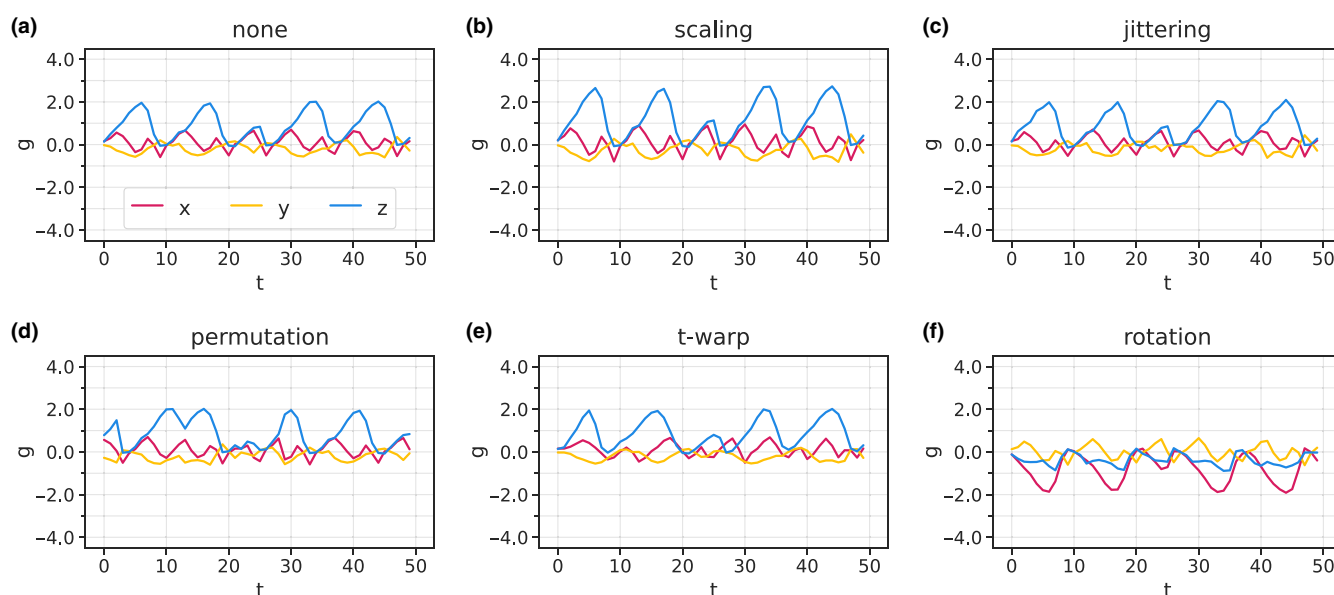 (a) none
4.0
2.0
0.0
−2.0
−4.0
g
x y z
0 10 20 30 40 50
t
(b) scaling
4.0
2.0
0.0
−2.0
−4.0
g
0 10 20 30 40 50
t
(c) jittering
4.0
2.0
0.0
−2.0
−4.0
g
0 10 20 30 40 50
t
(d) permutation
4.0
2.0
0.0
−2.0
−4.0
g
0 10 20 30 40 50
t
(e) t-warp
4.0
2.0
0.0
−2.0
−4.0
g
0 10 20 30 40 50
t
(f) rotation
4.0
2.0
0.0
−2.0
−4.0
g
0 10 20 30 40 50
t